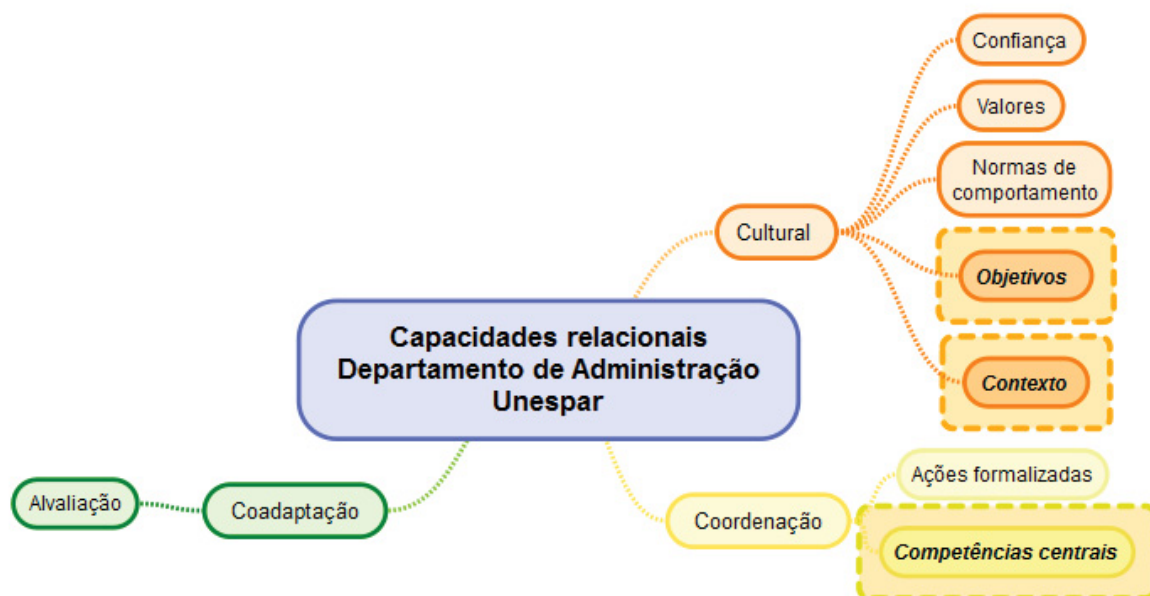 Confiança
Valores
Normas de
comportamento
Cultural
Objetivos
Capacidades relacionais
Departamento de Administração
Unespar
Contexto
Alvaliação
Coadaptação
Coordenação
Ações formalizadas
Competências centrais